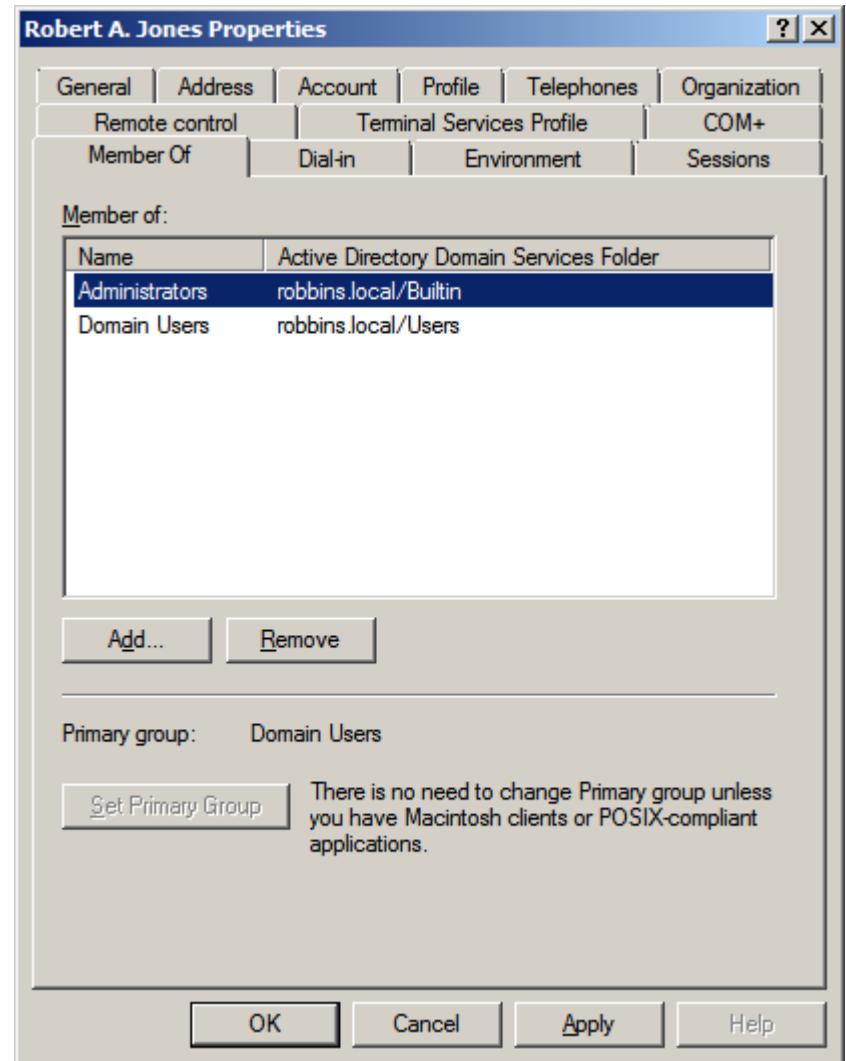 Robert A. Jones Properties
General Address Account Profile Telephones Organization
Remote control Terminal Services Profile COM+
Member Of Dial-in Environment Sessions
Member of:
Name Active Directory Domain Services Folder
Administrators robbins.local/Builtin
Domain Users robbins.local/Users
Add... Remove
Primary group: Domain Users
Set Primary Group There is no need to change Primary group unless
you have Macintosh clients or POSIX-compliant
applications.
OK Cancel Apply Help